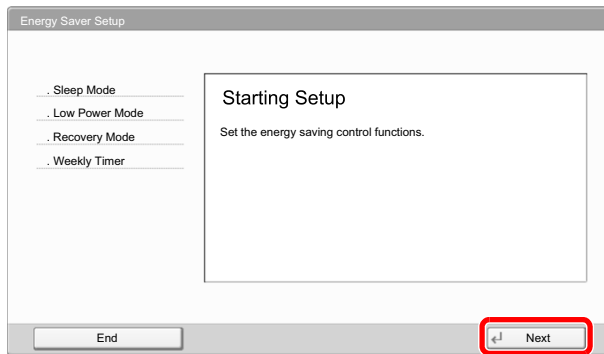 Energy Saver Setup
. Sleep Mode
. Low Power Mode
. Recovery Mode
. Weekly Timer
Starting Setup
Set the energy saving control functions.
End
Next